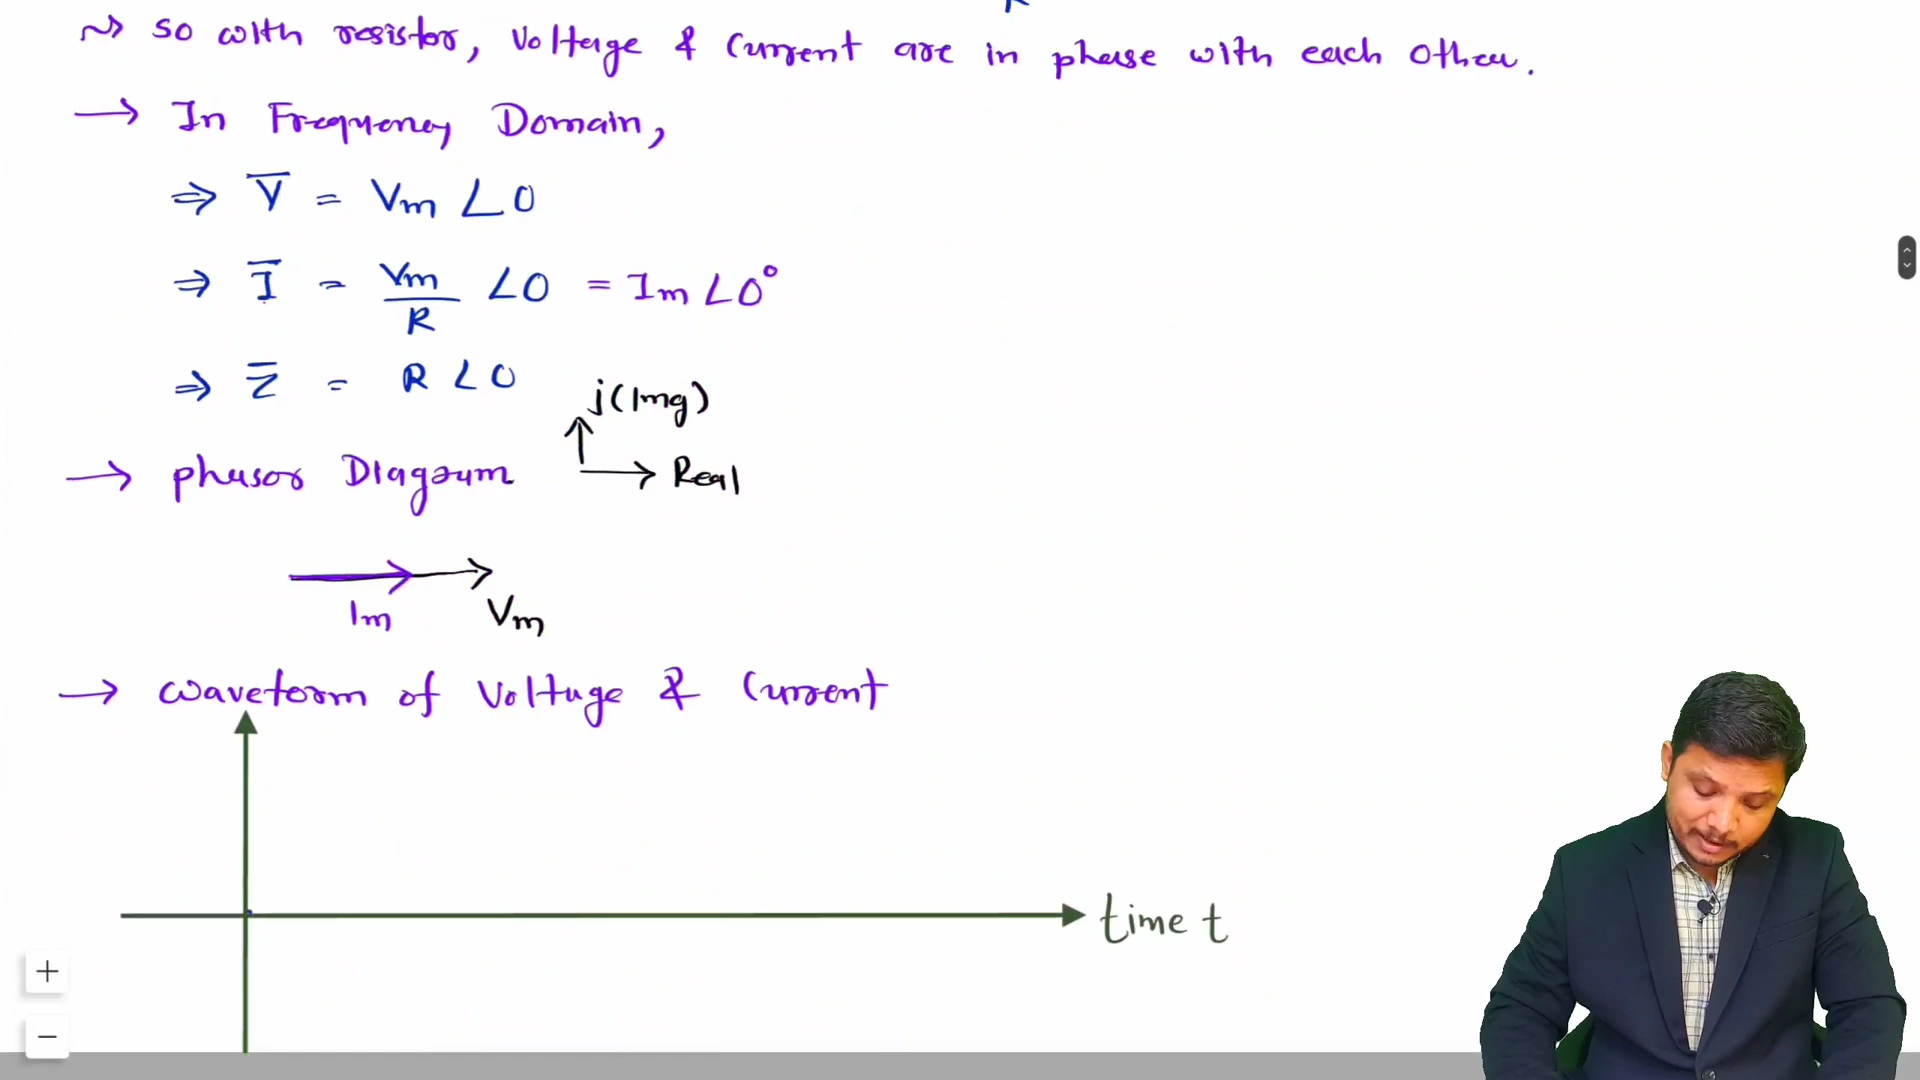 so with resistor, Voltage & Current are in phase with each other.
→ In Frequency Domain,
⇒ V̅ = Vm ∠0
⇒ I̅ = Vm/R ∠0 = Im ∠0°
⇒ Z̅ = R ∠0
j(Img)
→ phasor Diagram
→ Real
Im
Vm
→ waveform of Voltage & Current
time t
+
−